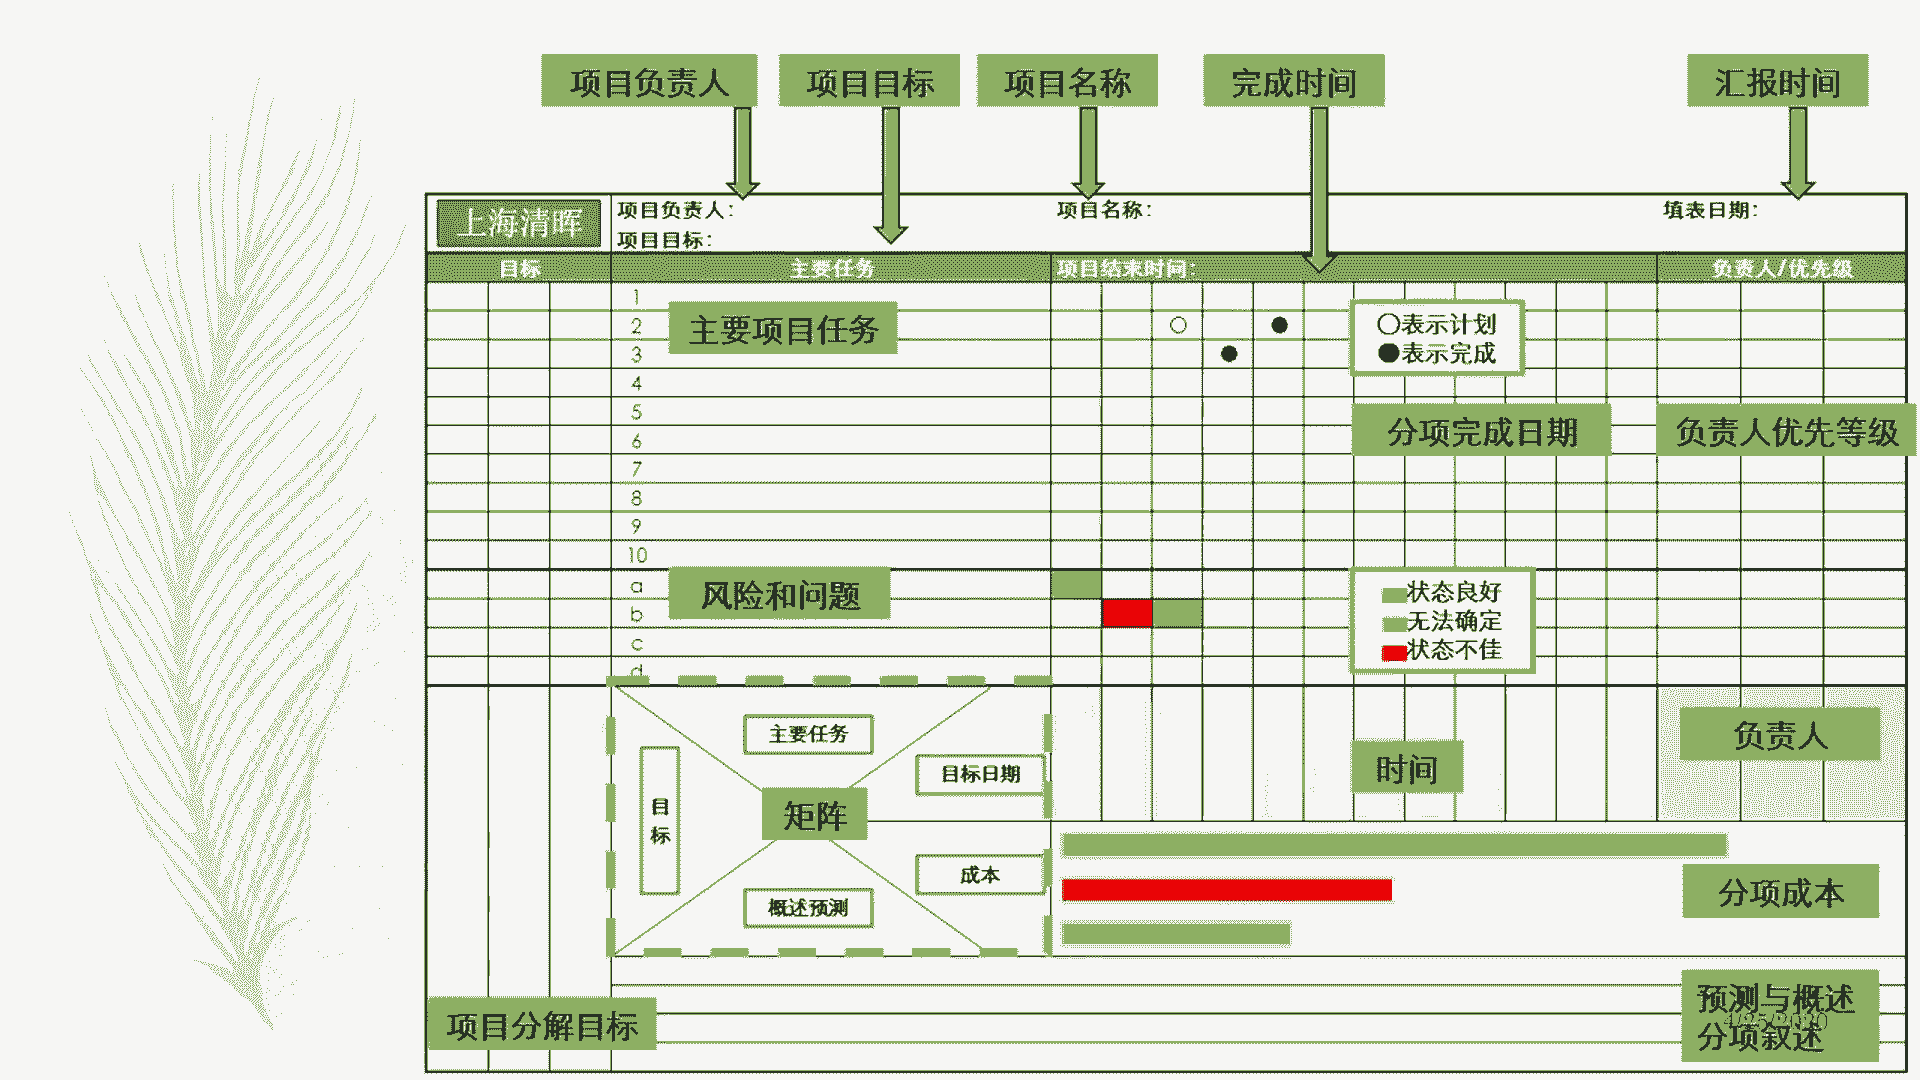 项目负责人
项目目标
项目名称
完成时间
汇报时间
上海清晖
项目负责人:
项目名称:
填表日期:
项目目标:
目标
主要任务
项目结束时间:
负责人/优先级
1
主要项目任务
2
3
○表示计划
●表示完成
4
5
分项完成日期
负责人优先等级
6
7
8
9
10
a
风险和问题
b
c
d
状态良好
无法确定
状态不佳
主要任务
目标日期
目标
矩阵
成本
概述预测
时间
负责人
分项成本
项目分解目标
预测与概述
4/25/2020
分项叙述